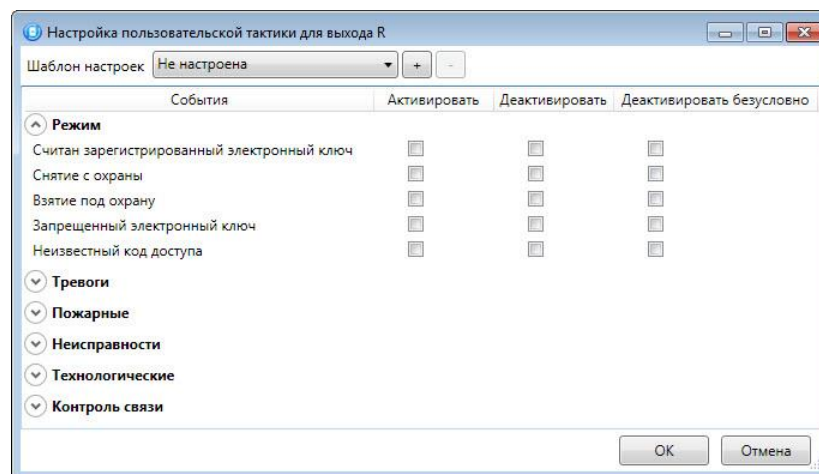 Настройка пользовательской тактики для выхода R
Шаблон настроек Не настроена + -
События Активировать Деактивировать Деактивировать безусловно
Режим
Считан зарегистрированный электронный ключ
Снятие с охраны
Взятие под охрану
Запрещенный электронный ключ
Неизвестный код доступа
Тревоги
Пожарные
Неисправности
Технологические
Контроль связи
ОК Отмена